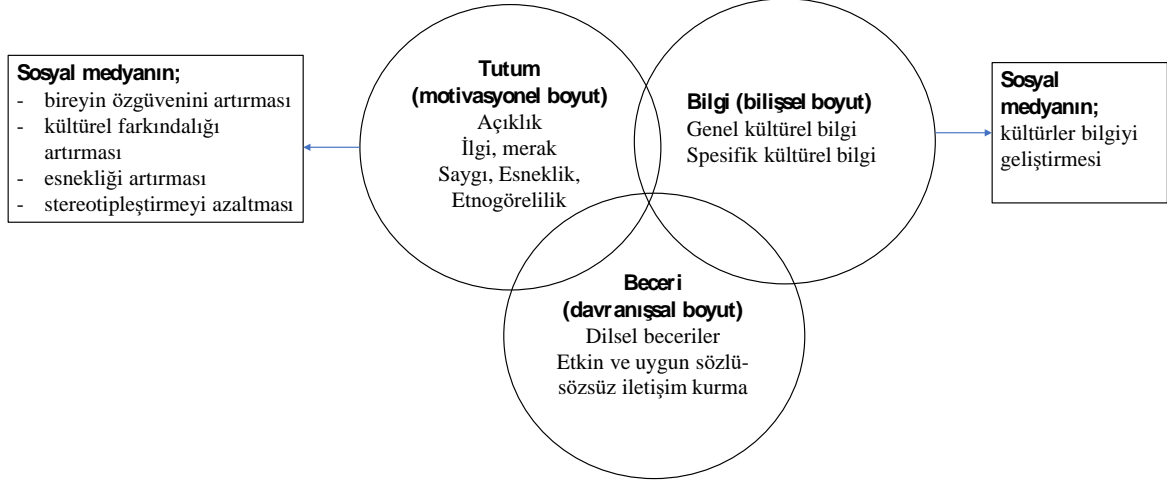 Sosyal medyanın;
- bireyin özgüvenini artırması
- kültürel farkındalığı
artırması
- esnekliği artırması
- stereotipleştirmeyi azaltması
Tutum
(motivasyonel boyut)
Açıklık
İlgi, merak
Saygı, Esneklik,
Etnogörelilik
Bilgi (bilişsel boyut)
Genel kültürel bilgi
Spesifik kültürel bilgi
Sosyal
medyanın;
kültürler bilgiyi
geliştirmesi
Beceri
(davranışsal boyut)
Dilsel beceriler
Etkin ve uygun sözlü-
sözsüz iletişim kurma